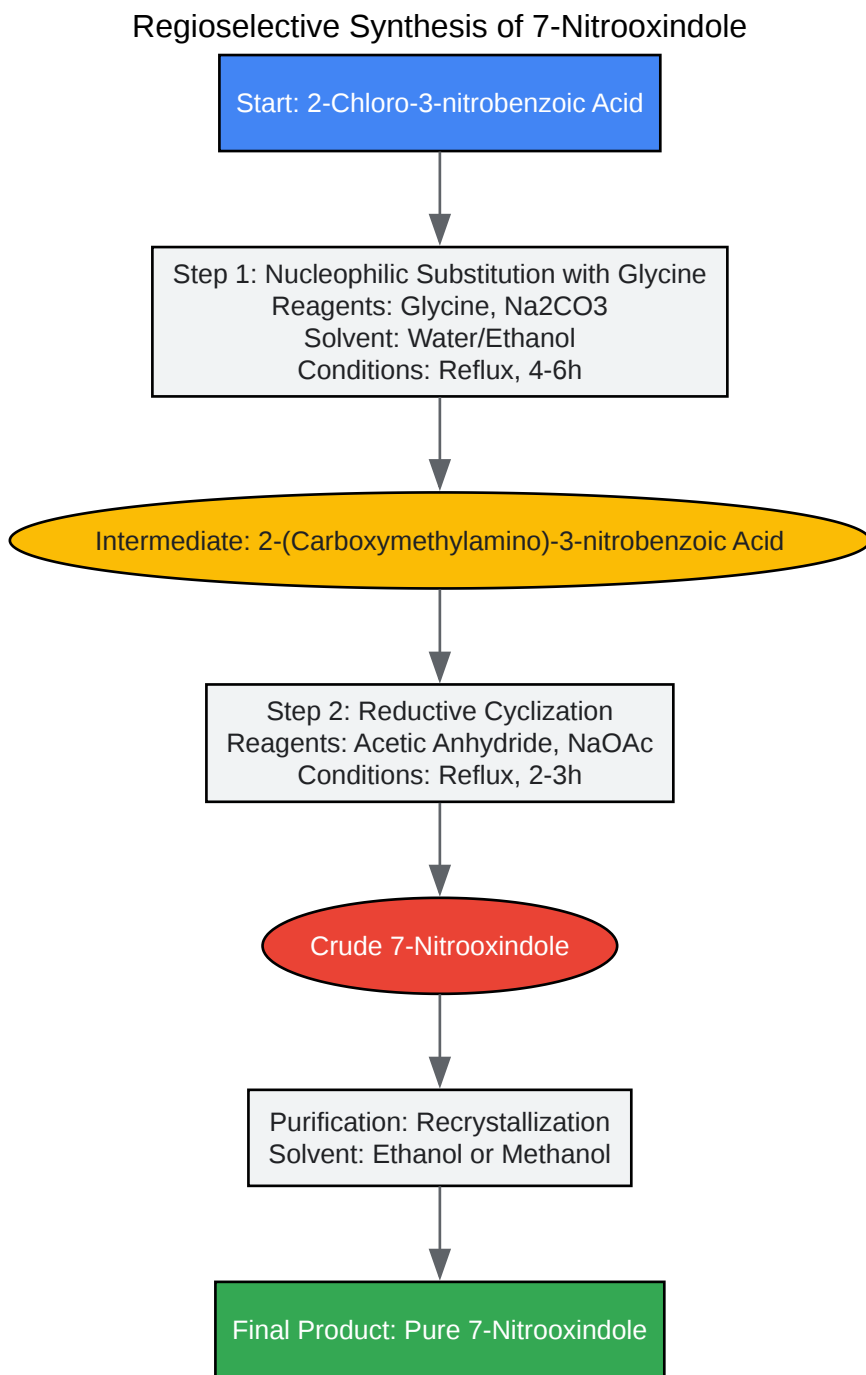 Regioselective Synthesis of 7-Nitrooxindole
Start: 2-Chloro-3-nitrobenzoic Acid
Step 1: Nucleophilic Substitution with Glycine
Reagents: Glycine, Na2CO3
Solvent: Water/Ethanol
Conditions: Reflux, 4-6h
Intermediate: 2-(Carboxymethylamino)-3-nitrobenzoic Acid
Step 2: Reductive Cyclization
Reagents: Acetic Anhydride, NaOAc
Conditions: Reflux, 2-3h
Crude 7-Nitrooxindole
Purification: Recrystallization
Solvent: Ethanol or Methanol
Final Product: Pure 7-Nitrooxindole